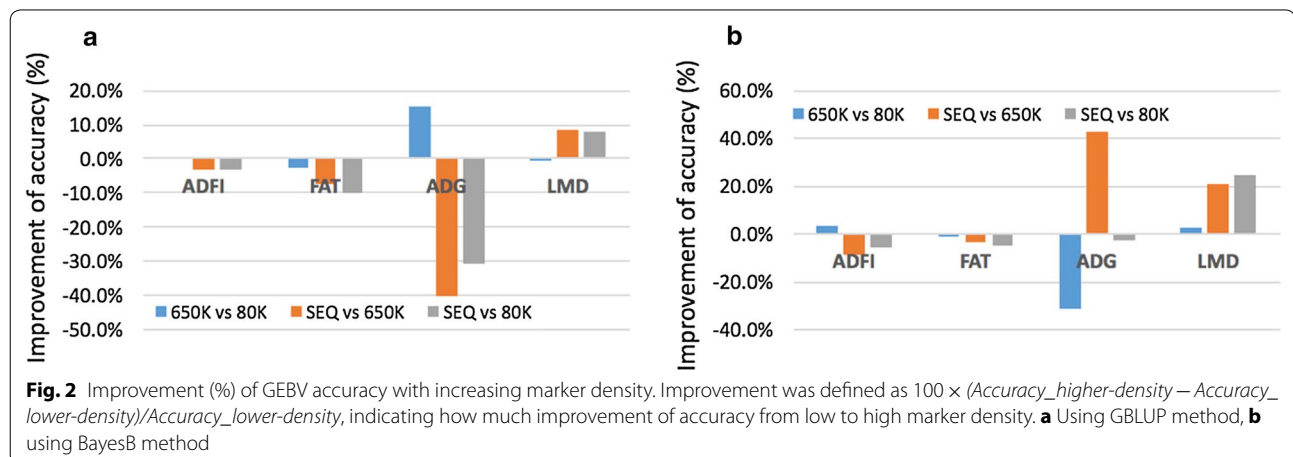 a
Improvement of accuracy (%)
20.0%
10.0%
0.0%
-10.0%
-20.0%
-30.0%
-40.0%
-50.0%
ADFI FAT ADG LMD
650K vs 80K SEQ vs 650K SEQ vs 80K
b
Improvement of accuracy (%)
60.0%
40.0%
20.0%
0.0%
-20.0%
-40.0%
650K vs 80K SEQ vs 650K SEQ vs 80K
ADFI FAT ADG LMD
Fig. 2 Improvement (%) of GEBV accuracy with increasing marker density. Improvement was defined as 100 × (Accuracy_higher-density – Accuracy_
lower-density)/Accuracy_lower-density, indicating how much improvement of accuracy from low to high marker density. a Using GBLUP method, b
using BayesB method